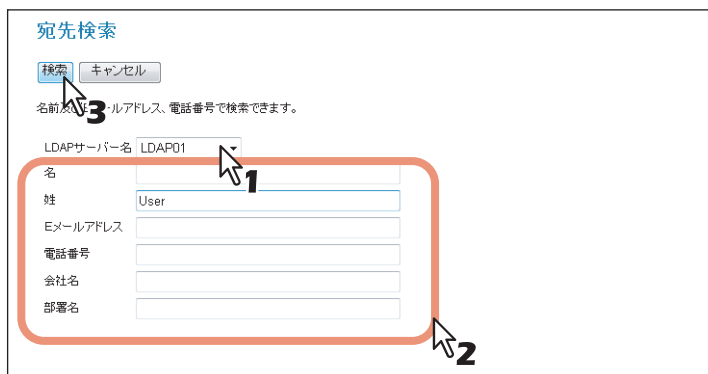 宛先検索
検索 キャンセル
3
名前及びEメールアドレス、電話番号で検索できます。
LDAPサーバー名 LDAP01
1
名
姓 User
Eメールアドレス
電話番号
会社名
部署名
2